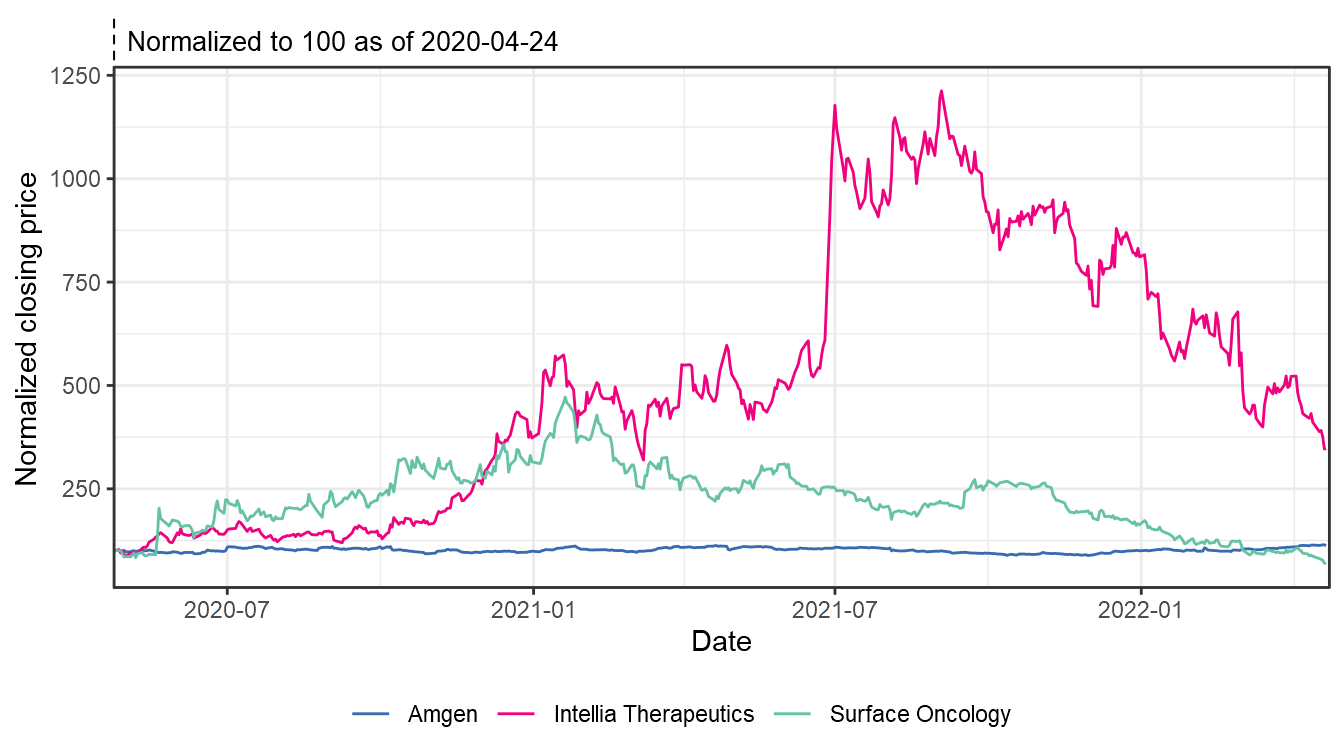 Normalized to 100 as of 2020-04-24
1250
1000
750
500
250
Normalized closing price
2020-07
2021-01
2021-07
2022-01
Date
Amgen
Intellia Therapeutics
Surface Oncology